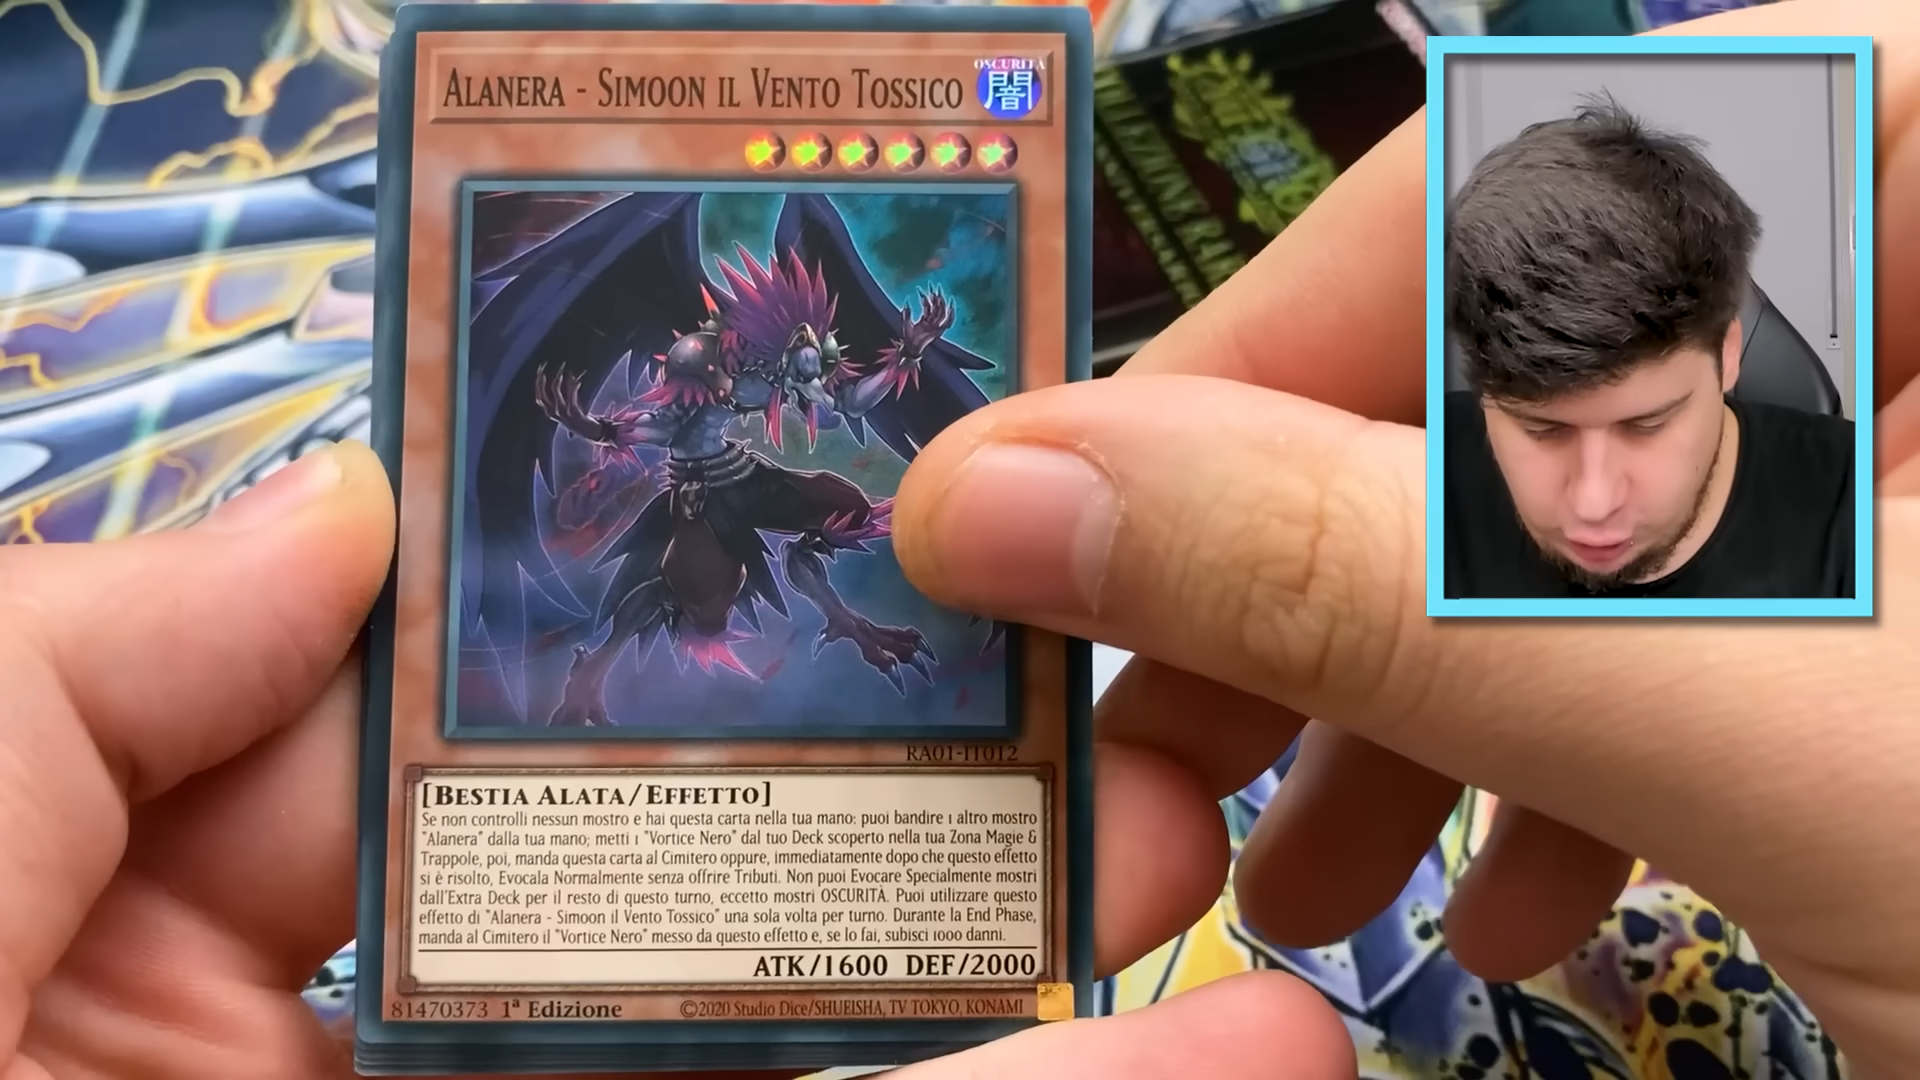 ALANERA - SIMOON IL VENTO TOSSICO
OSCURITÀ
闇
RA01-IT012
[BESTIA ALATA/EFFETTO]
Se non controlli nessun mostro e hai questa carta nella tua mano: puoi bandire 1 altro mostro
"Alanera" dalla tua mano; metti 1 "Vortice Nero" dal tuo Deck scoperto nella tua Zona Magie &
Trappole, poi, manda questa carta al Cimitero oppure, immediatamente dopo che questo effetto
si è risolto, Evocala Normalmente senza offrire Tributi. Non puoi Evocare Specialmente mostri
dall'Extra Deck per il resto di questo turno, eccetto mostri OSCURITÀ. Puoi utilizzare questo
effetto di "Alanera - Simoon il Vento Tossico" una sola volta per turno. Durante la End Phase,
manda al Cimitero il "Vortice Nero" messo da questo effetto e, se lo fai, subisci 1000 danni.
ATK/1600 DEF/2000
81470373 1ª Edizione
©2020 Studio Dice/SHUEISHA, TV TOKYO, KONAMI